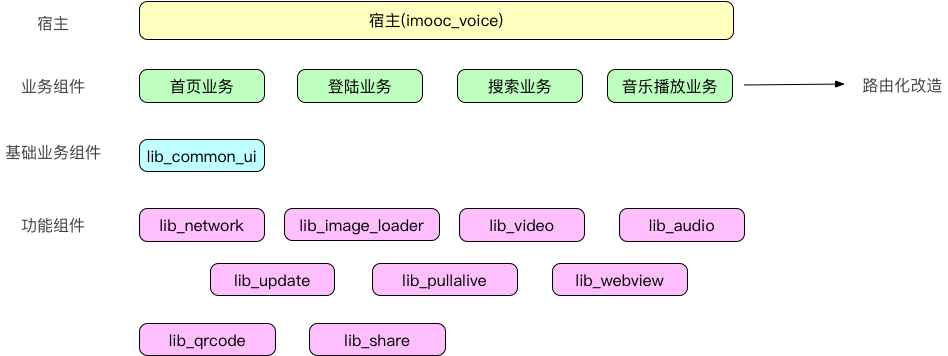 宿主
宿主(imooc_voice)
业务组件
首页业务
登陆业务
搜索业务
音乐播放业务
路由化改造
基础业务组件
lib_common_ui
功能组件
lib_network
lib_image_loader
lib_video
lib_audio
lib_update
lib_pullalive
lib_webview
lib_qrcode
lib_share